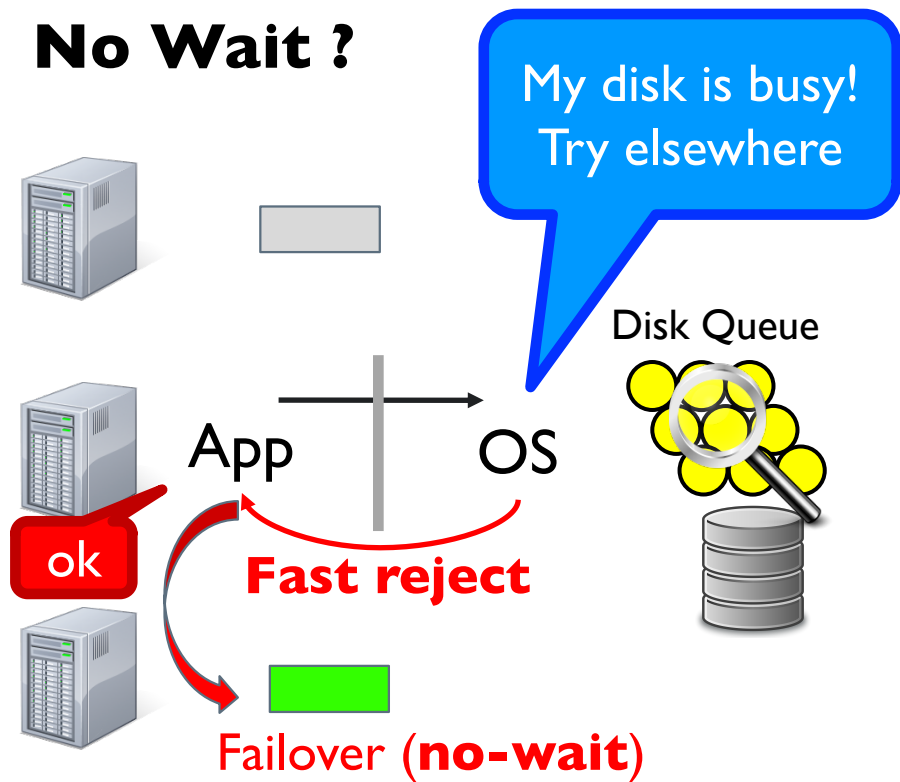 No Wait ?
My disk is busy!
Try elsewhere
Disk Queue
App
OS
ok
Fast reject
Failover (no-wait)